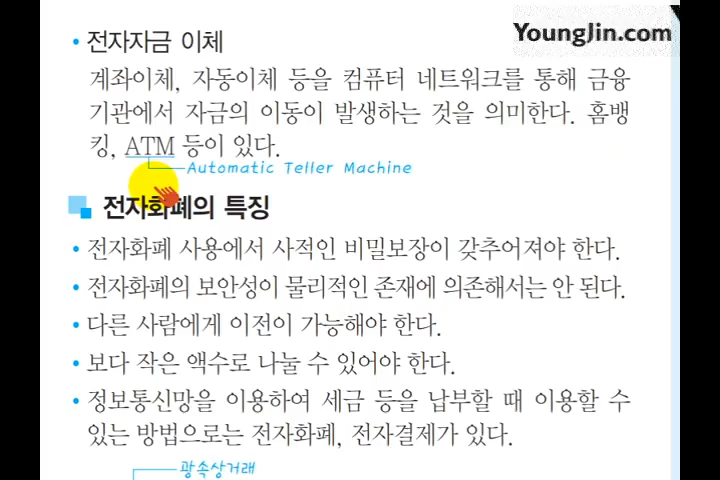 YoungJin.com
• 전자자금 이체
계좌이체, 자동이체 등을 컴퓨터 네트워크를 통해 금융
기관에서 자금의 이동이 발생하는 것을 의미한다. 홈뱅
킹, ATM 등이 있다.
Automatic Teller Machine
전자화폐의 특징
• 전자화폐 사용에서 사적인 비밀보장이 갖추어져야 한다.
• 전자화폐의 보안성이 물리적인 존재에 의존해서는 안 된다.
• 다른 사람에게 이전이 가능해야 한다.
• 보다 작은 액수로 나눌 수 있어야 한다.
• 정보통신망을 이용하여 세금 등을 납부할 때 이용할 수
있는 방법으로는 전자화폐, 전자결제가 있다.
광속상거래